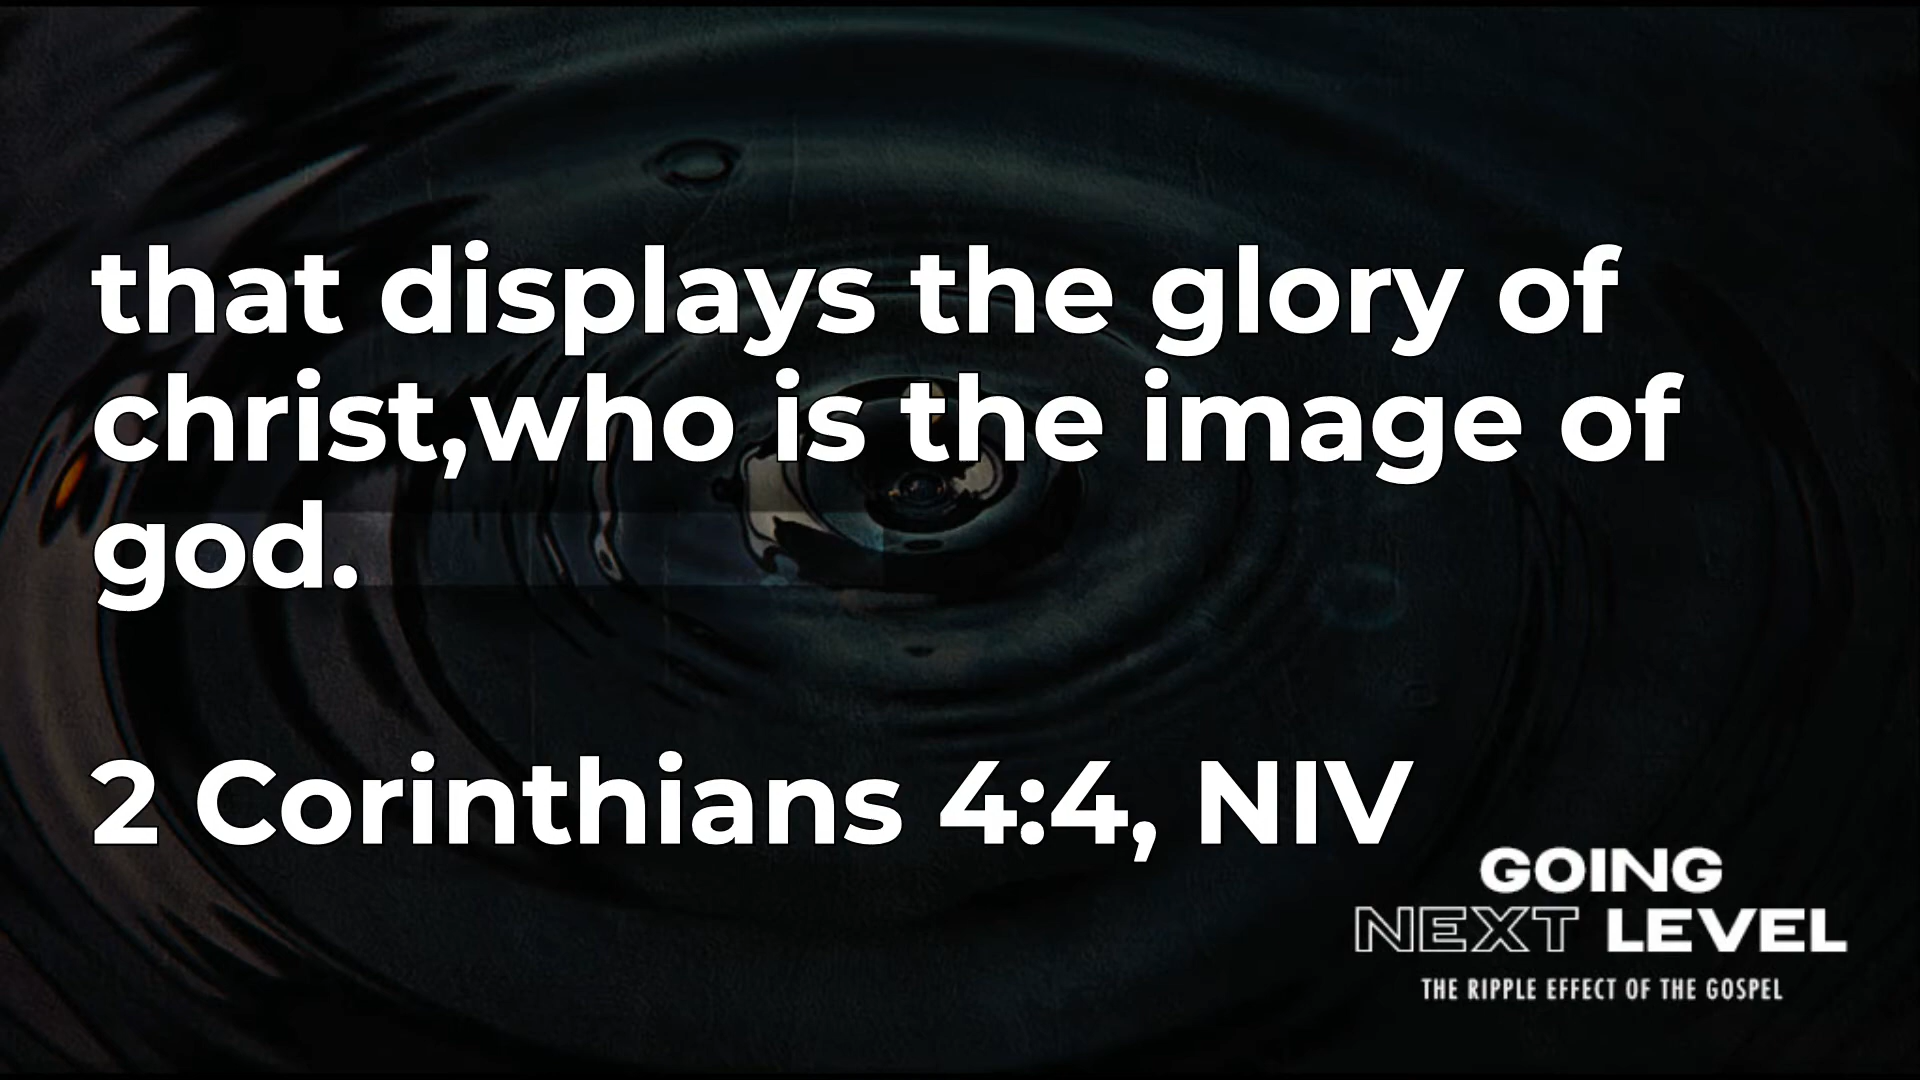 that displays the glory of
christ,who is the image of
god.
2 Corinthians 4:4, NIV
GOING
NEXT LEVEL
THE RIPPLE EFFECT OF THE GOSPEL